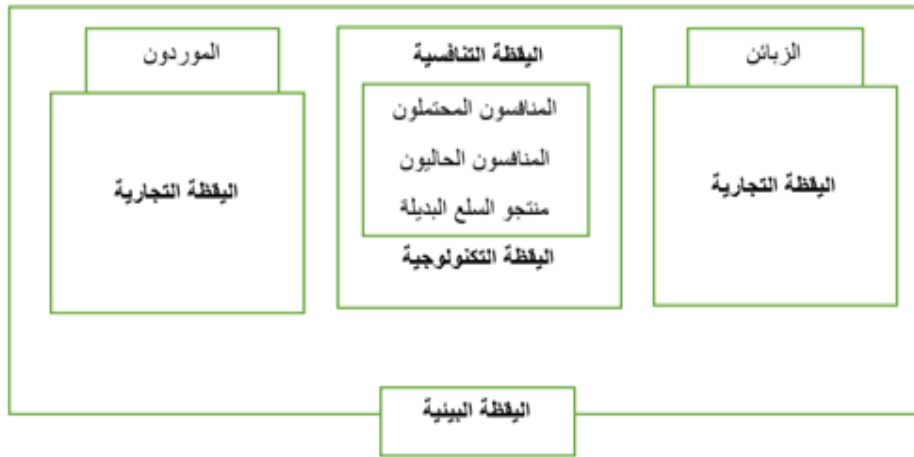 الزبائن
اليقظة التجارية
اليقظة التنافسية
المنافسون المحتملون
المنافسون الحاليون
منتجو السلع البديلة
اليقظة التكنولوجية
الموردون
اليقظة التجارية
اليقظة البيئية